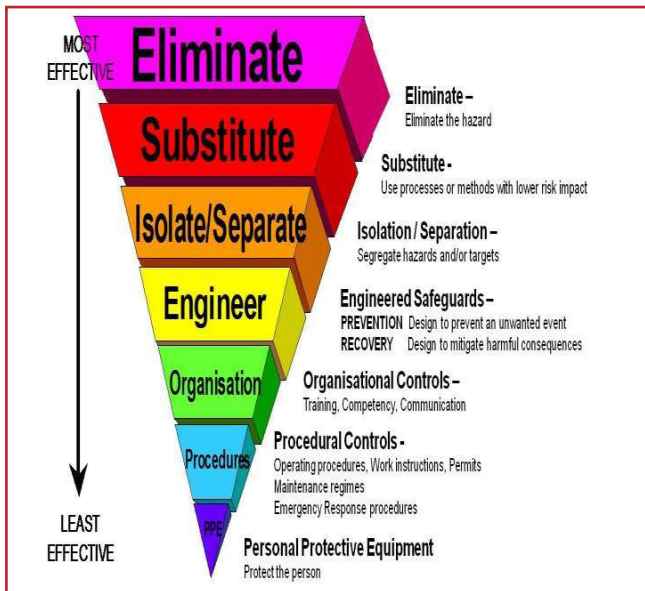 MOST
EFFECTIVE
Eliminate
Eliminate –
Eliminate the hazard
Substitute
Substitute -
Use processes or methods with lower risk impact
Isolate/Separate
Isolation / Separation –
Segregate hazards and/or targets
Engineer
Engineered Safeguards –
PREVENTION Design to prevent an unwanted event
RECOVERY Design to mitigate harmful consequences
Organisation
Organisational Controls –
Training, Competency, Communication
Procedures
Procedural Controls -
Operating procedures, Work instructions, Permits
Maintenance regimes
Emergency Response procedures
LEAST
EFFECTIVE
PPE
Personal Protective Equipment
Protect the person